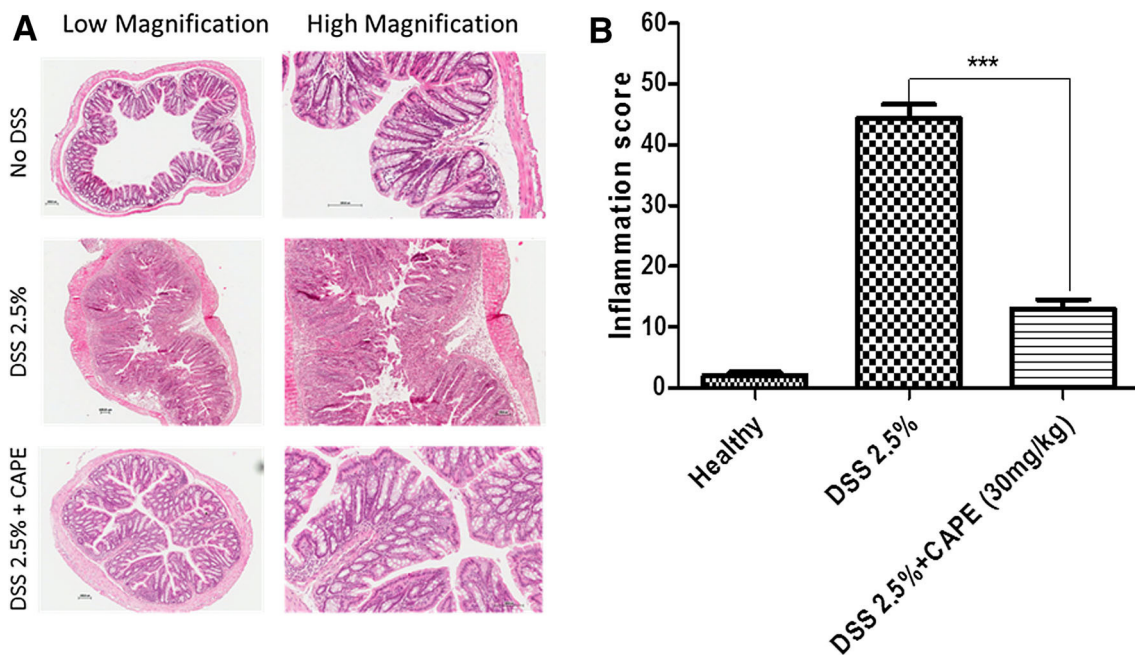 A
Low Magnification
High Magnification
No DSS
DSS 2.5%
DSS 2.5% + CAPE
B
Inflammation score
60
50
40
30
20
10
0
***
Healthy
DSS 2.5%
DSS 2.5%+CAPE (30mg/kg)